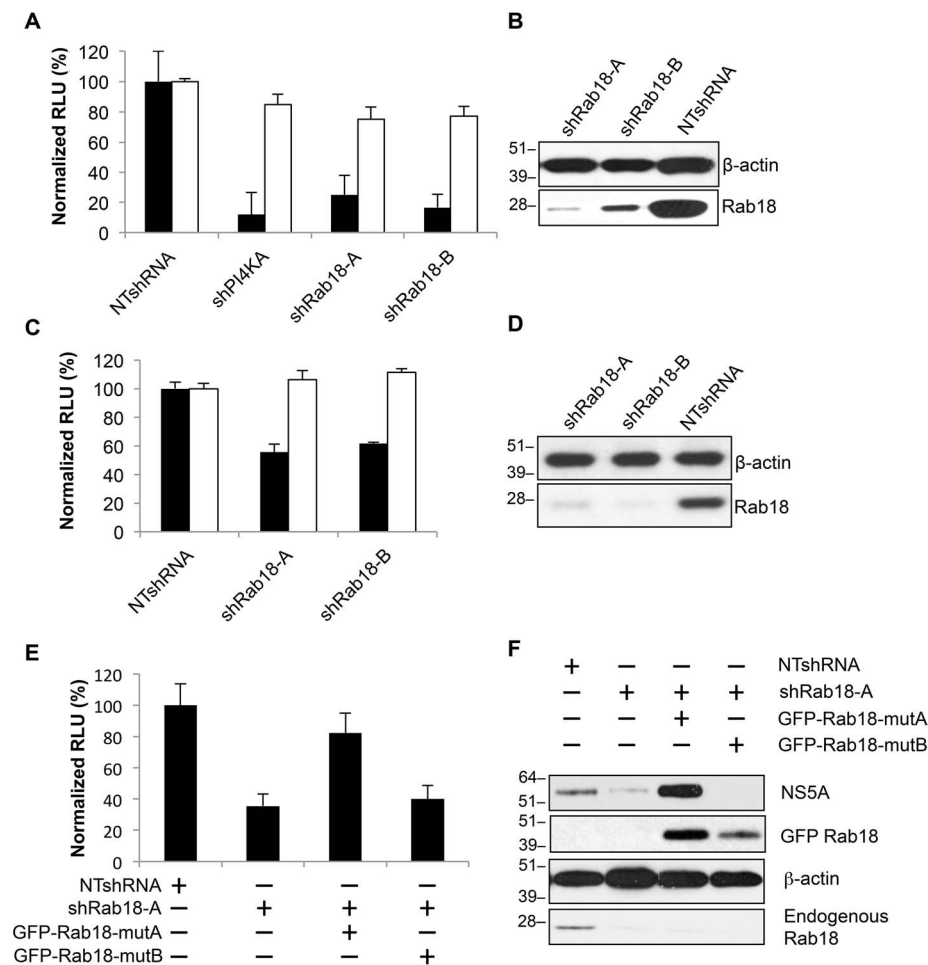 A
Normalized RLU (%)
120
100
80
60
40
20
0
NTshRNA
shPI4KA
shRab18-A
shRab18-B
B
shRab18-A
shRab18-B
NTshRNA
51–
39–
β-actin
28–
Rab18
C
Normalized RLU (%)
120
100
80
60
40
20
0
NTshRNA
shRab18-A
shRab18-B
D
shRab18-A
shRab18-B
NTshRNA
51–
39–
β-actin
28–
Rab18
E
Normalized RLU (%)
120
100
80
60
40
20
0
NTshRNA + – – –
shRab18-A – + + +
GFP-Rab18-mutA – – + –
GFP-Rab18-mutB – – – +
F
+ – – – NTshRNA
– + + + shRab18-A
– – + – GFP-Rab18-mutA
– – – + GFP-Rab18-mutB
64–
51–
NS5A
51–
39–
GFP Rab18
51–
39–
β-actin
28–
Endogenous
Rab18